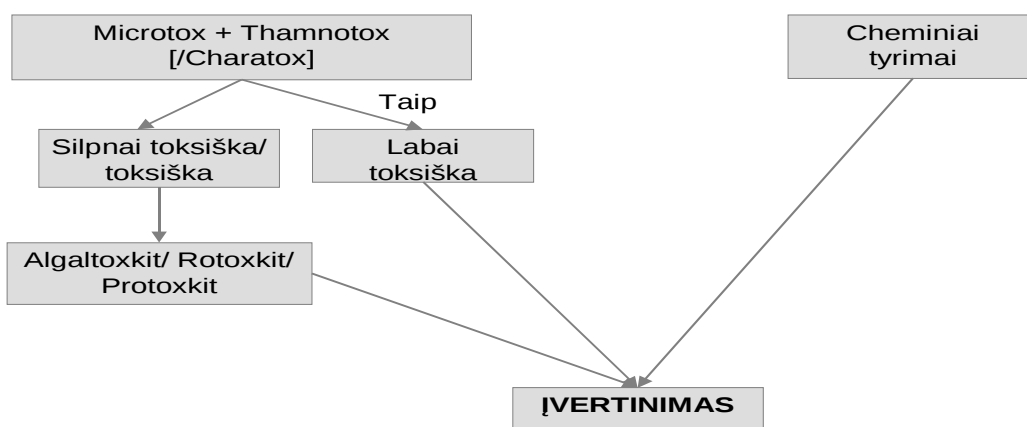 Microtox + Thamnotox
[/Charatox]
Cheminiai
tyrimai
Taip
Silpnai toksiška/
toksiška
Labai
toksiška
Algaltoxkit/ Rotoxkit/
Protoxkit
ĮVERTINIMAS